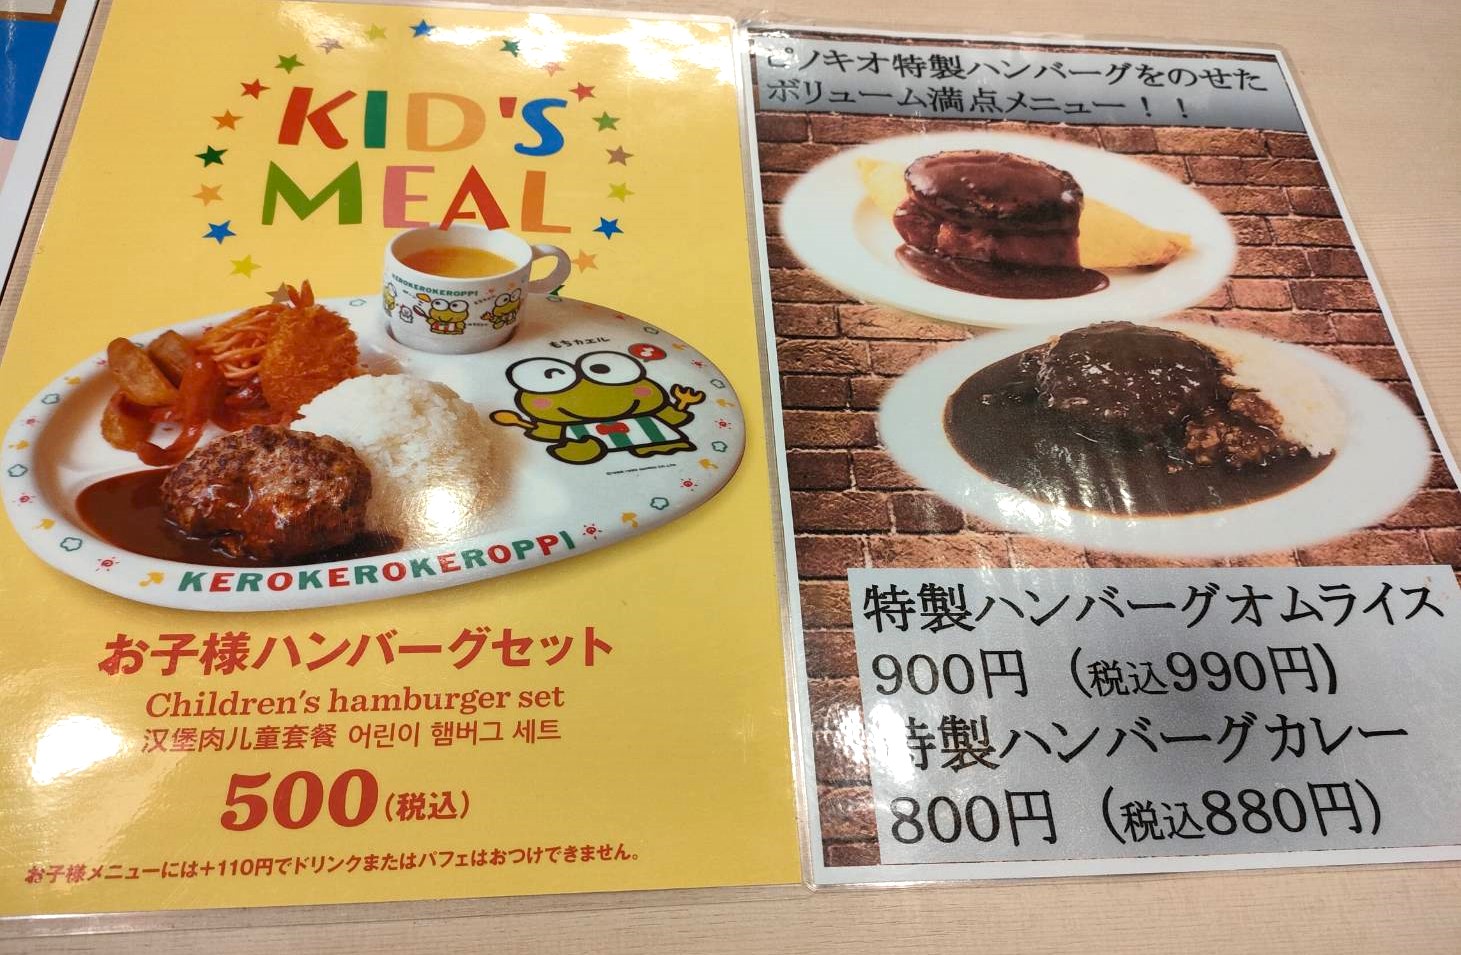 KID'S
MEAL
KEROKEROKEROPPI
もちカエル
KEROKEROKEROPPI
お子様ハンバーグセット
Children's hamburger set
汉堡肉儿童套餐 어린이 햄버그 세트
500(税込)
お子様メニューには+110円でドリンクまたはパフェはおつけできません。
ピノキオ特製ハンバーグをのせた
ボリューム満点メニュー！！
特製ハンバーグオムライス
900円 (税込990円)
特製ハンバーグカレー
800円 (税込880円)